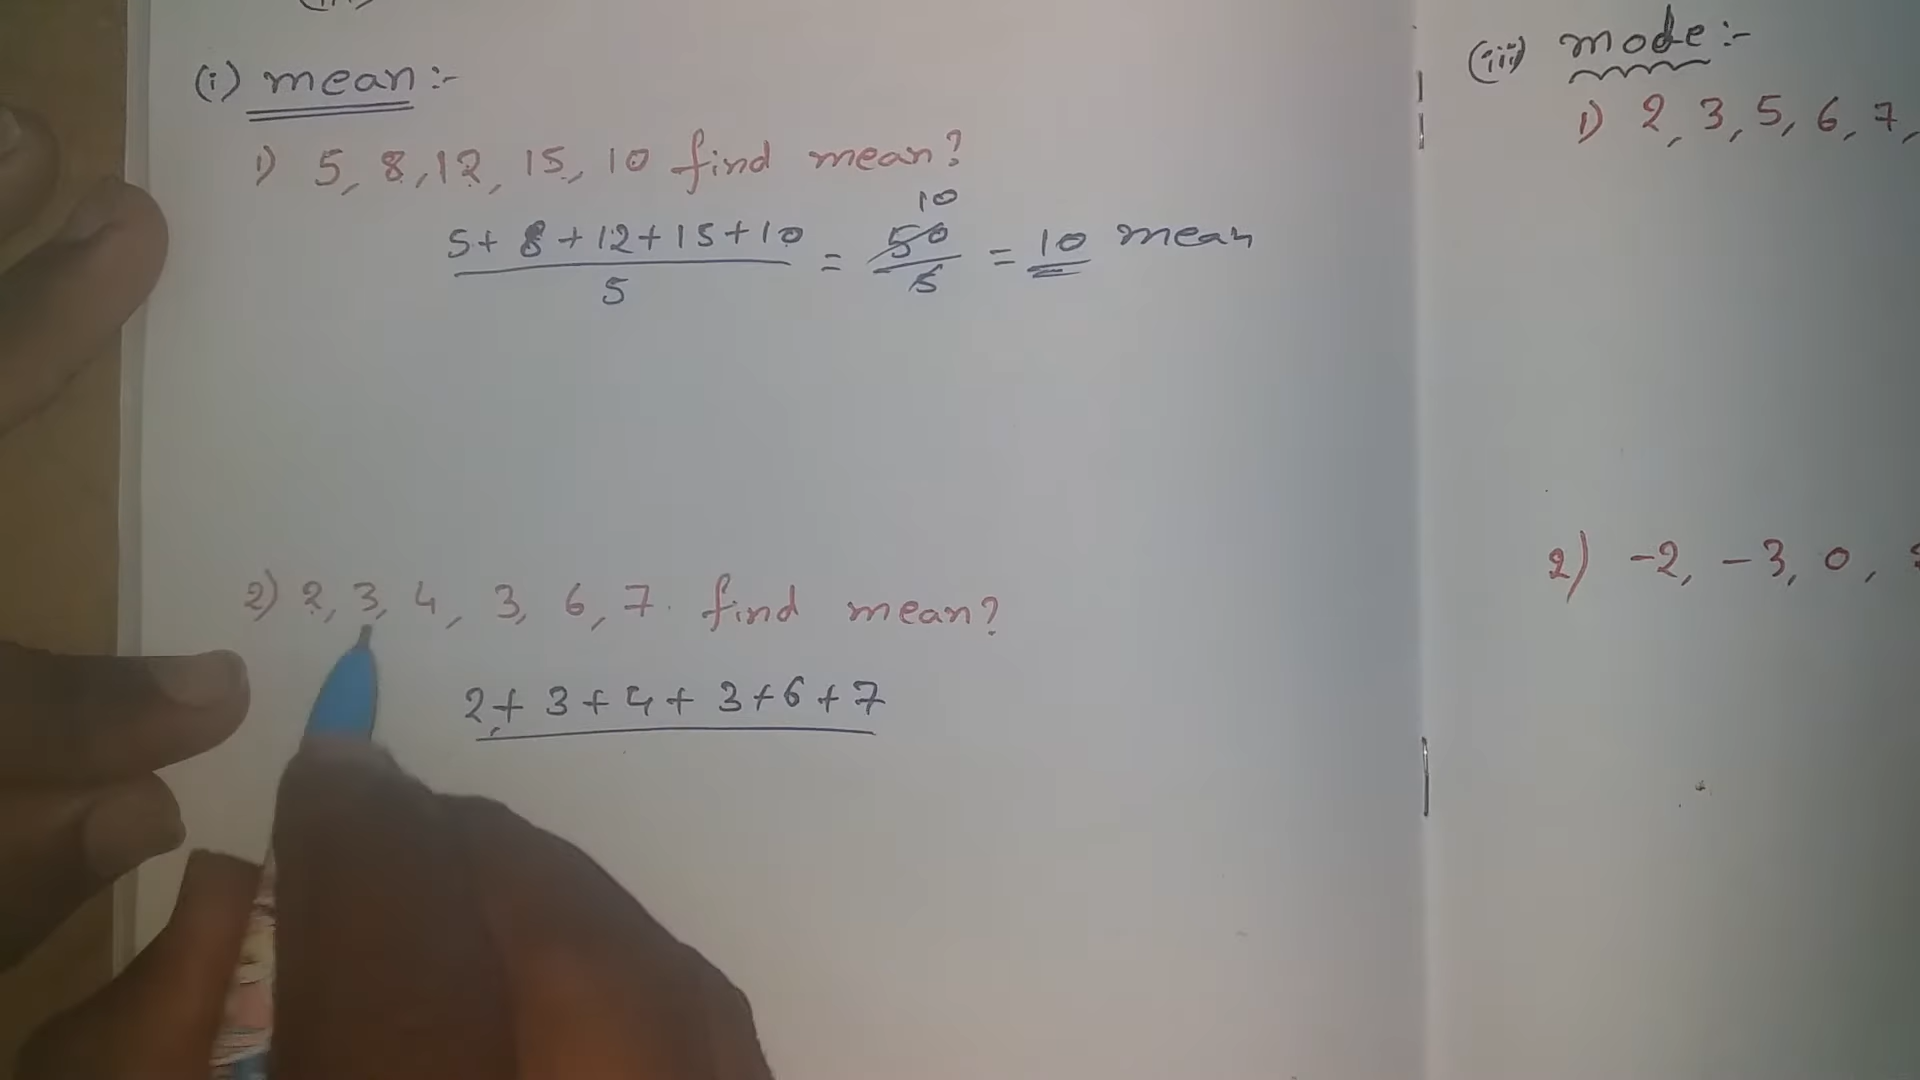 (i) mean :-
1) 5, 8, 12, 15, 10 find mean?
5+ 8 +12+15+10
5
=
10
50
5
= 10 mean
2) 2, 3, 4, 3, 6, 7. find mean?
2+ 3+4+ 3+6+7
(iii) mode :-
1) 2, 3, 5, 6, 7,
2) -2, -3, 0,